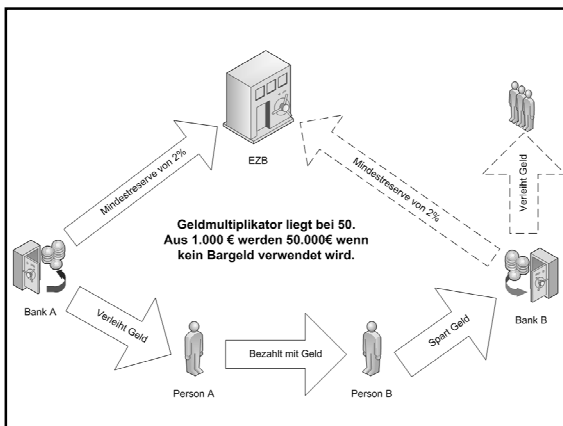 EZB
Mindestreserve von 2%
Mindestreserve von 2%
Verleiht Geld
Geldmultiplikator liegt bei 50.
Aus 1.000 € werden 50.000€ wenn
kein Bargeld verwendet wird.
Bank A
Bank B
Verleiht Geld
Bezahlt mit Geld
Spart Geld
Person A
Person B